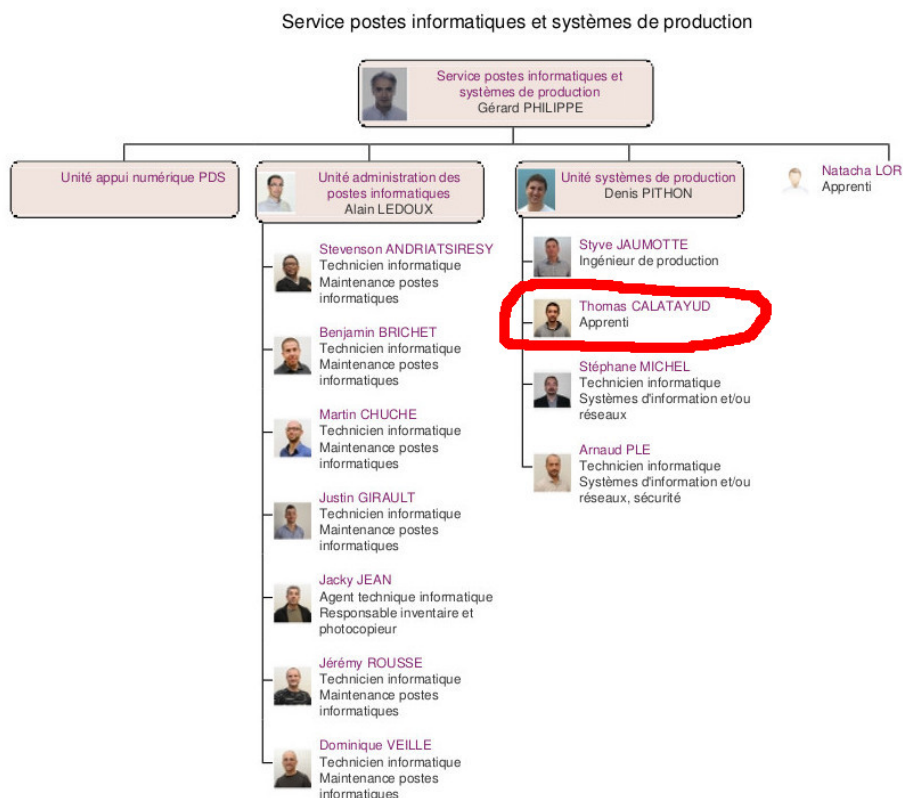 Service postes informatiques et systèmes de production
Service postes informatiques et
systèmes de production
Gérard PHILIPPE
Unité appui numérique PDS
Unité administration des
postes informatiques
Alain LEDOUX
Stevenson ANDRIATSIRESY
Technicien informatique
Maintenance postes
informatiques
Benjamin BRICHET
Technicien informatique
Maintenance postes
informatiques
Martin CHUCHE
Technicien informatique
Maintenance postes
informatiques
Justin GIRAULT
Technicien informatique
Maintenance postes
informatiques
Jacky JEAN
Agent technique informatique
Responsable inventaire et
photocopieur
Jérémy ROUSSE
Technicien informatique
Maintenance postes
informatiques
Dominique VEILLE
Technicien informatique
Maintenance postes
informatiques
Unité systèmes de production
Denis PITHON
Styve JAUMOTTE
Ingénieur de production
Thomas CALATAYUD
Apprenti
Stéphane MICHEL
Technicien informatique
Systèmes d'information et/ou
réseaux
Arnaud PLE
Technicien informatique
Systèmes d'information et/ou
réseaux, sécurité
Natacha LOR
Apprenti